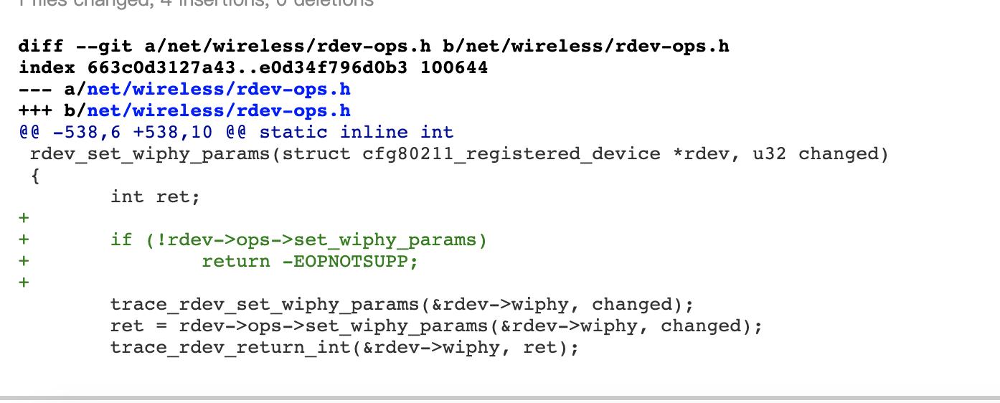 1 files changed, 4 insertions, 0 deletions
diff --git a/net/wireless/rdev-ops.h b/net/wireless/rdev-ops.h
index 663c0d3127a43..e0d34f796d0b3 100644
--- a/net/wireless/rdev-ops.h
+++ b/net/wireless/rdev-ops.h
@@ -538,6 +538,10 @@ static inline int
 rdev_set_wiphy_params(struct cfg80211_registered_device *rdev, u32 changed)
 {
        int ret;
+
+       if (!rdev->ops->set_wiphy_params)
+               return -EOPNOTSUPP;
+
        trace_rdev_set_wiphy_params(&rdev->wiphy, changed);
        ret = rdev->ops->set_wiphy_params(&rdev->wiphy, changed);
        trace_rdev_return_int(&rdev->wiphy, ret);